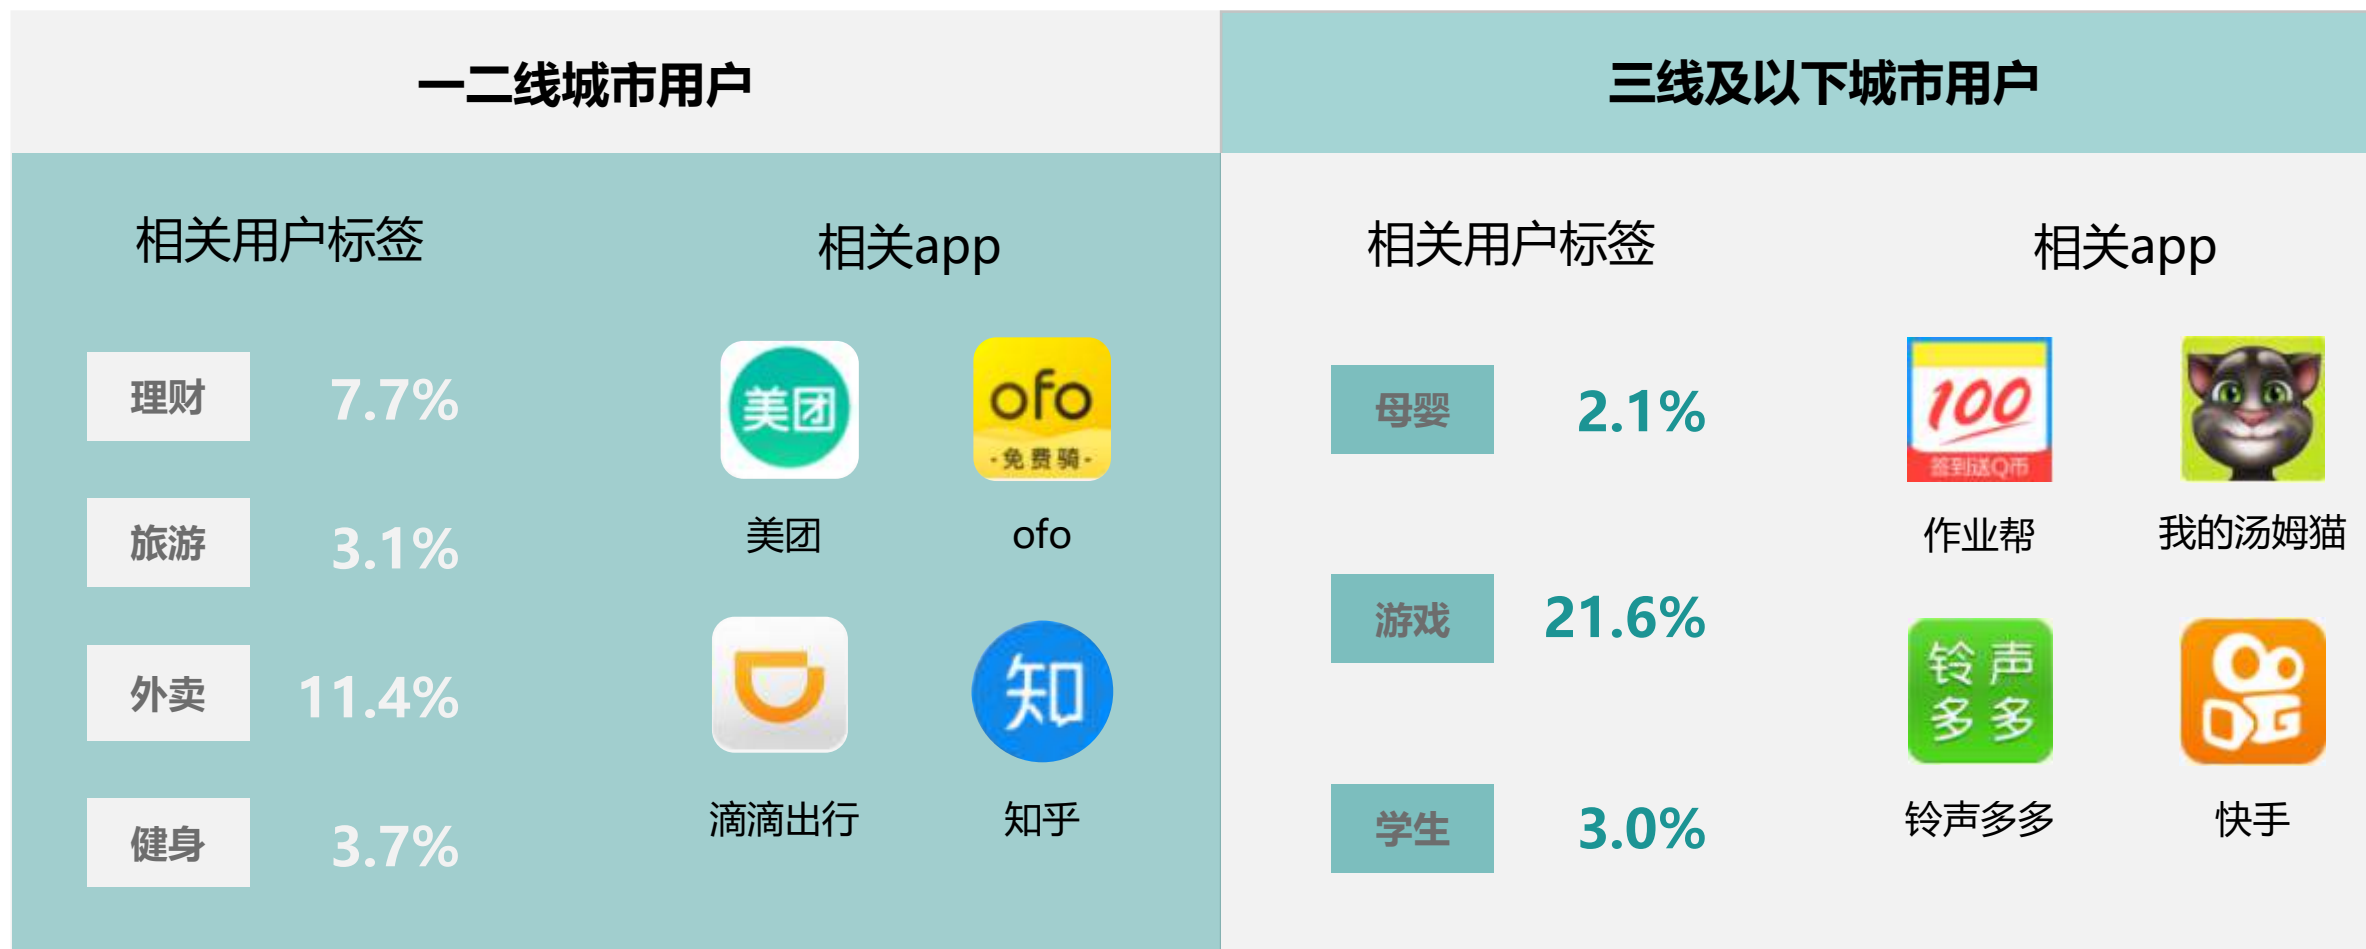 一二线城市用户
三线及以下城市用户
相关用户标签
相关app
理财 7.7%
旅游 3.1%
外卖 11.4%
健身 3.7%
美团
ofo
-免费骑-
美团
ofo
知
滴滴出行
知乎
相关用户标签
相关app
母婴 2.1%
游戏 21.6%
学生 3.0%
100
签到送Q币
作业帮
我的汤姆猫
铃声
多多
铃声多多
快手